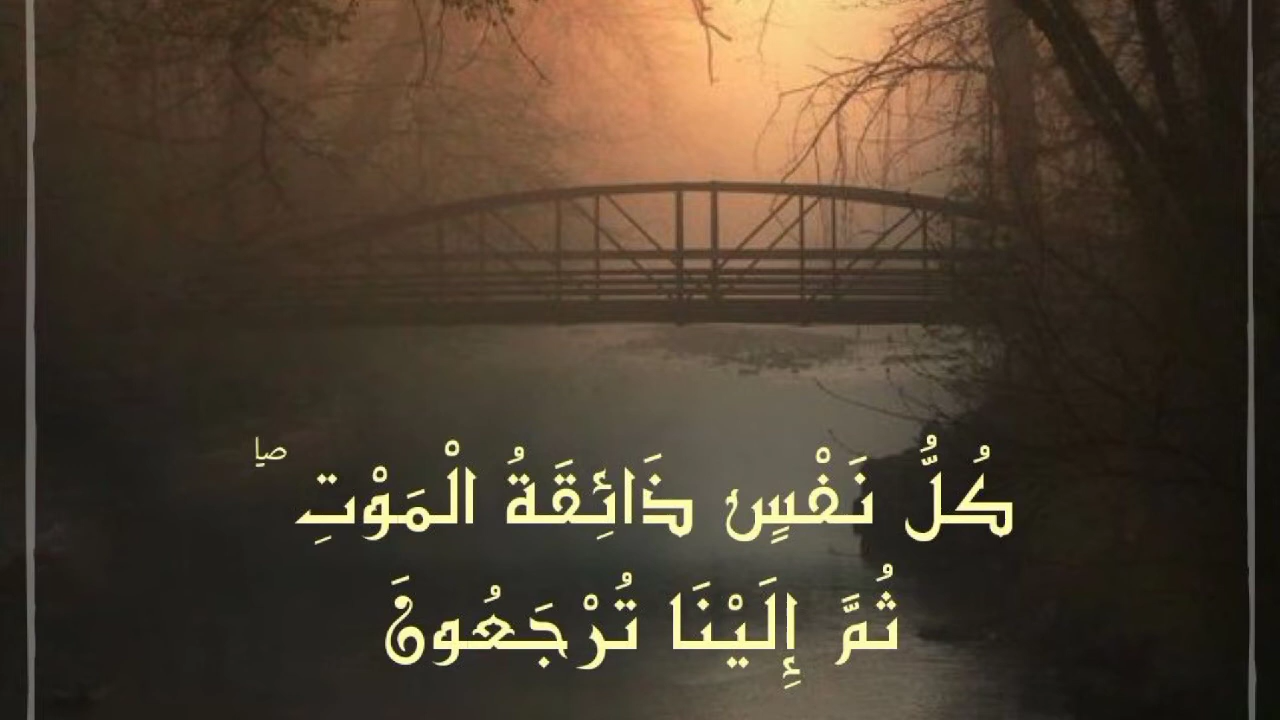 كُلُّ نَفْسٍ ذَائِقَةُ الْمَوْتِ ۖ
ثُمَّ إِلَيْنَا تُرْجَعُونَ